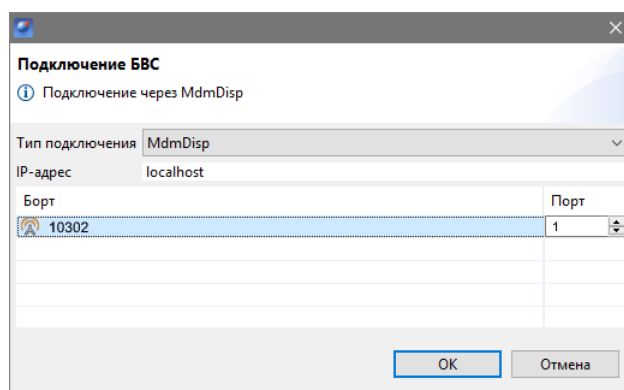 Подключение БВС
Подключение через MdmDisp
Тип подключения MdmDisp
IP-адрес localhost
Борт Порт
10302 1
OK Отмена